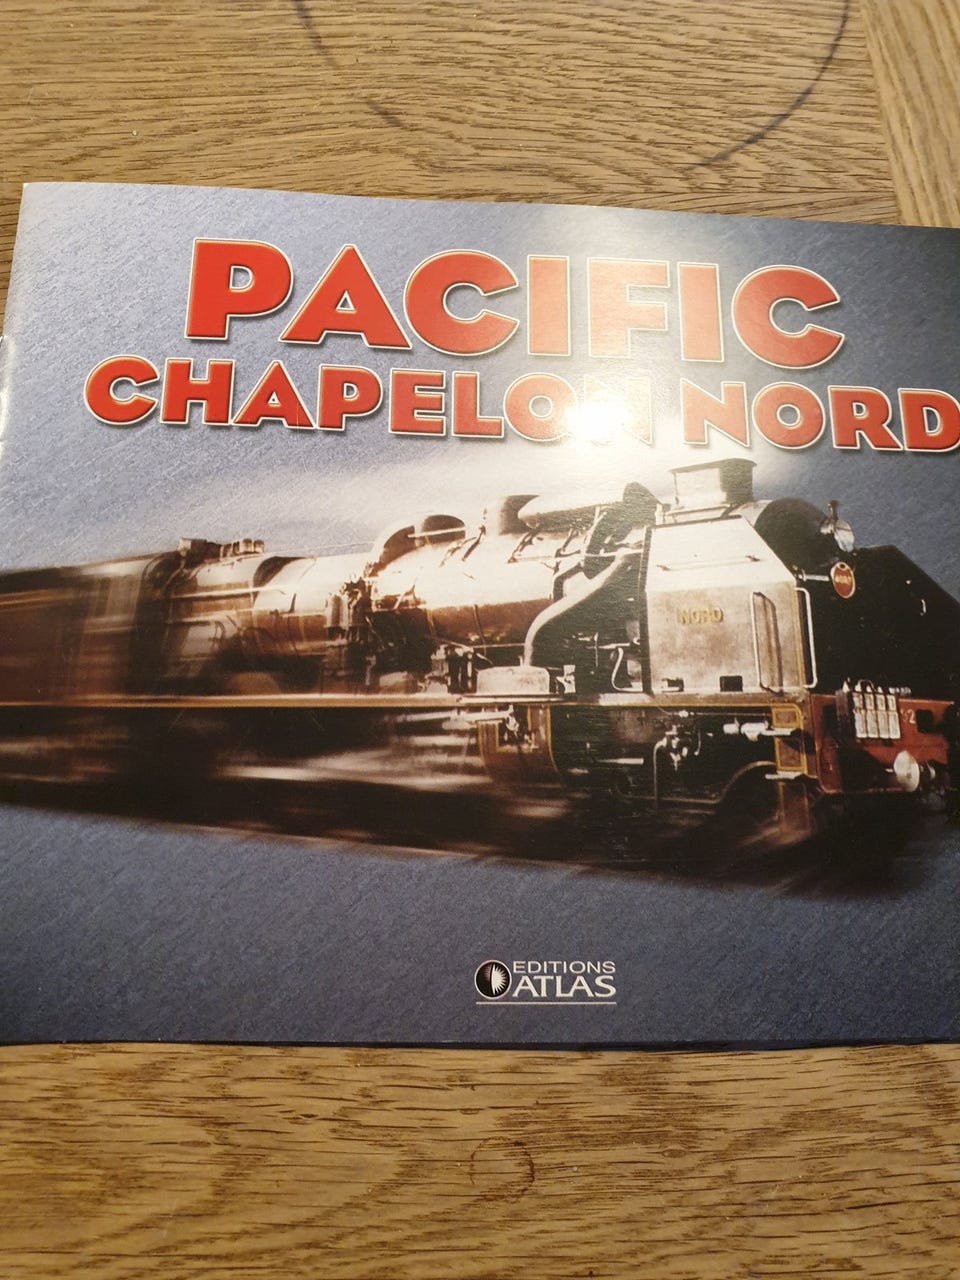 PACIFIC
CHAPELON NORD
NORD
EDITIONS
ATLAS